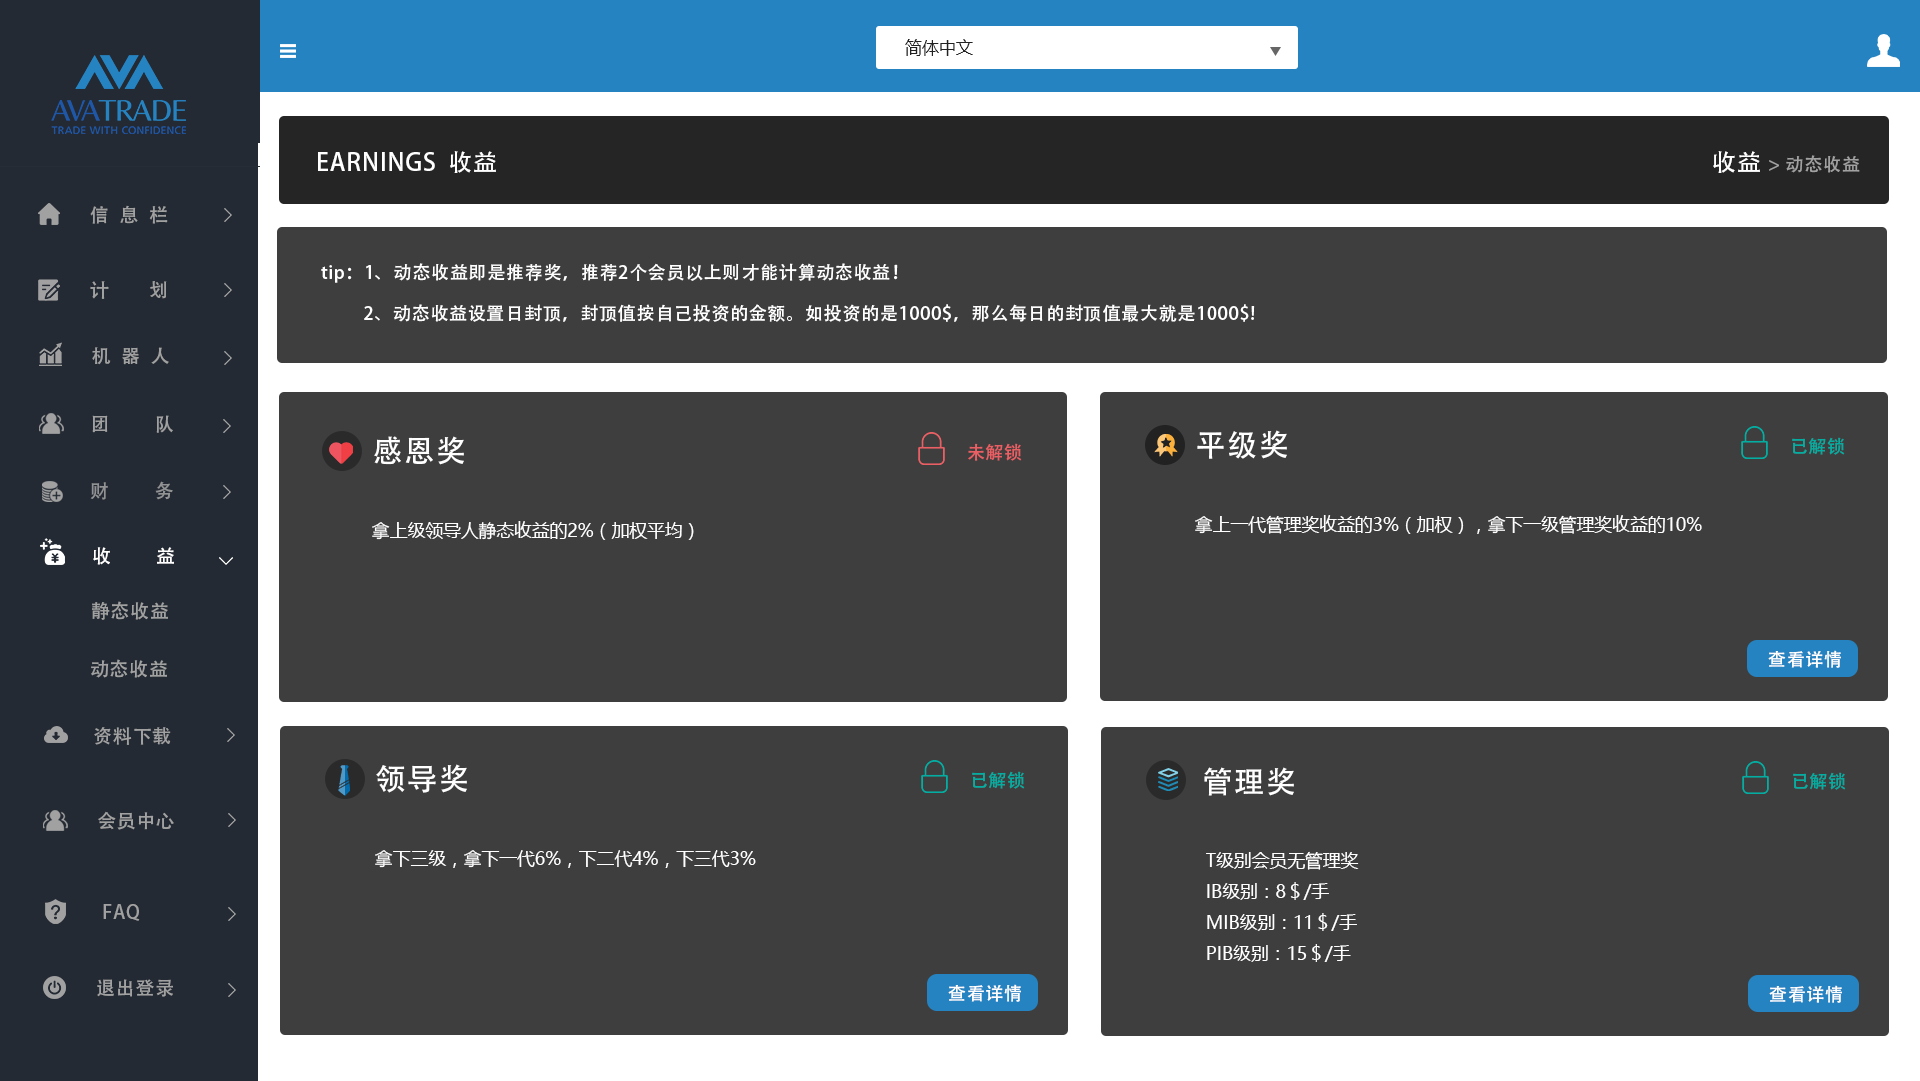 AVATRADE
TRADE WITH CONFIDENCE
简体中文
信息栏
计划
机器人
团队
财务
收益
静态收益
动态收益
资料下载
会员中心
FAQ
退出登录
EARNINGS 收益
收益 > 动态收益
tip：1、动态收益即是推荐奖，推荐2个会员以上则才能计算动态收益！
2、动态收益设置日封顶，封顶值按自己投资的金额。如投资的是1000$，那么每日的封顶值最大就是1000$!
感恩奖
未解锁
拿上级领导人静态收益的2%（加权平均）
平级奖
已解锁
拿上一代管理奖收益的3%（加权），拿下一级管理奖收益的10%
查看详情
领导奖
已解锁
拿下三级，拿下一代6%，下二代4%，下三代3%
查看详情
管理奖
已解锁
T级别会员无管理奖
IB级别：8＄/手
MIB级别：11＄/手
PIB级别：15＄/手
查看详情